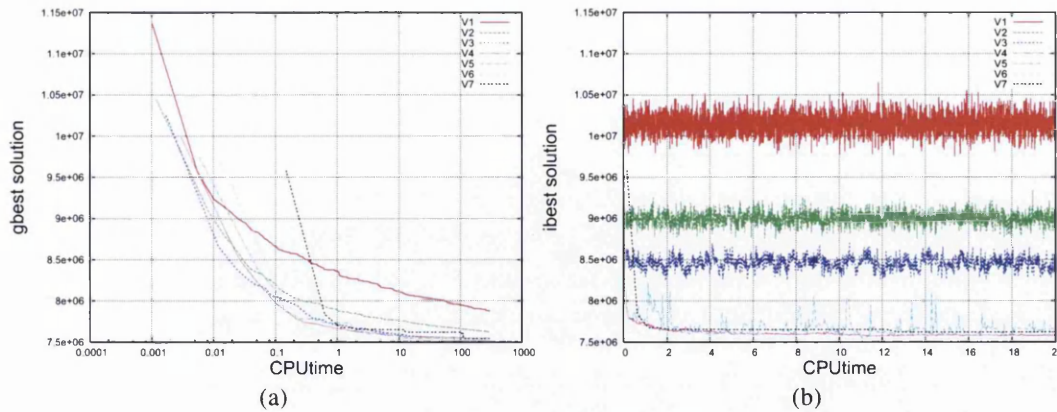 1.15e+07
1.1e+07
1.05e+07
1e+07
9.5e+06
9e+06
8.5e+06
8e+06
7.5e+06
0.0001
0.001
0.01
0.1
1
10
100
1000
gbest solution
CPUtime
V1
V2
V3
V4
V5
V6
V7
(a)
1.15e+07
1.1e+07
1.05e+07
1e+07
9.5e+06
9e+06
8.5e+06
8e+06
7.5e+06
0
2
4
6
8
10
12
14
16
18
2
ibest solution
CPUtime
V1
V2
V3
V4
V5
V6
V7
(b)